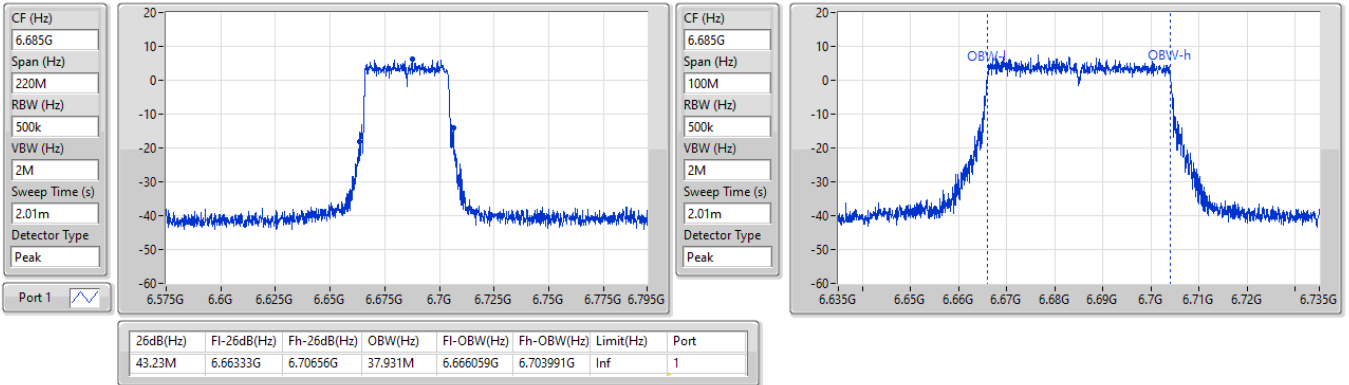 CF (Hz)
6.685G
Span (Hz)
220M
RBW (Hz)
500k
VBW (Hz)
2M
Sweep Time (s)
2.01m
Detector Type
Peak
Port 1
20
10
0
-10
-20
-30
-40
-50
-60
6.575G 6.6G 6.625G 6.65G 6.675G 6.7G 6.725G 6.75G 6.775G 6.795G
CF (Hz)
6.685G
Span (Hz)
100M
RBW (Hz)
500k
VBW (Hz)
2M
Sweep Time (s)
2.01m
Detector Type
Peak
20
10
0
-10
-20
-30
-40
-50
-60
OBW-l OBW-h
6.635G 6.65G 6.66G 6.67G 6.68G 6.69G 6.7G 6.71G 6.72G 6.735G
26dB(Hz) Fl-26dB(Hz) Fh-26dB(Hz) OBW(Hz) Fl-OBW(Hz) Fh-OBW(Hz) Limit(Hz) Port
43.23M 6.66333G 6.70656G 37.931M 6.666059G 6.703991G Inf 1